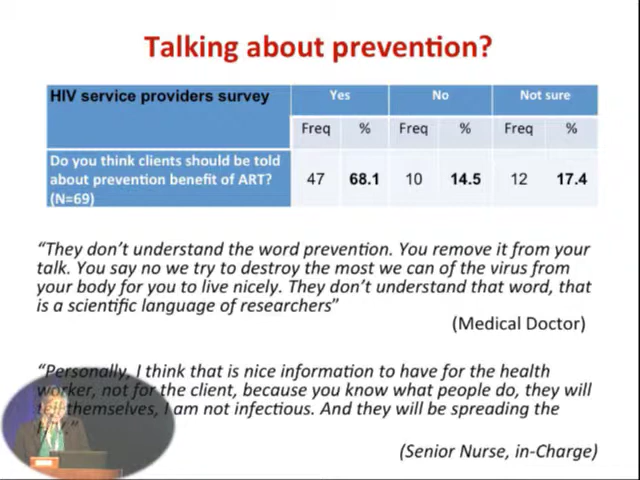 Talking about prevention?
HIV service providers survey Yes No Not sure
Freq % Freq % Freq %
Do you think clients should be told
about prevention benefit of ART?
(N=69) 47 68.1 10 14.5 12 17.4
“They don’t understand the word prevention. You remove it from your
talk. You say no we try to destroy the most we can of the virus from
your body for you to live nicely. They don’t understand that word, that
is a scientific language of researchers”
(Medical Doctor)
“Personally, I think that is nice information to have for the health
worker, not for the client, because you know what people do, they will
tell themselves, I am not infectious. And they will be spreading the
HIV.”
(Senior Nurse, in-Charge)